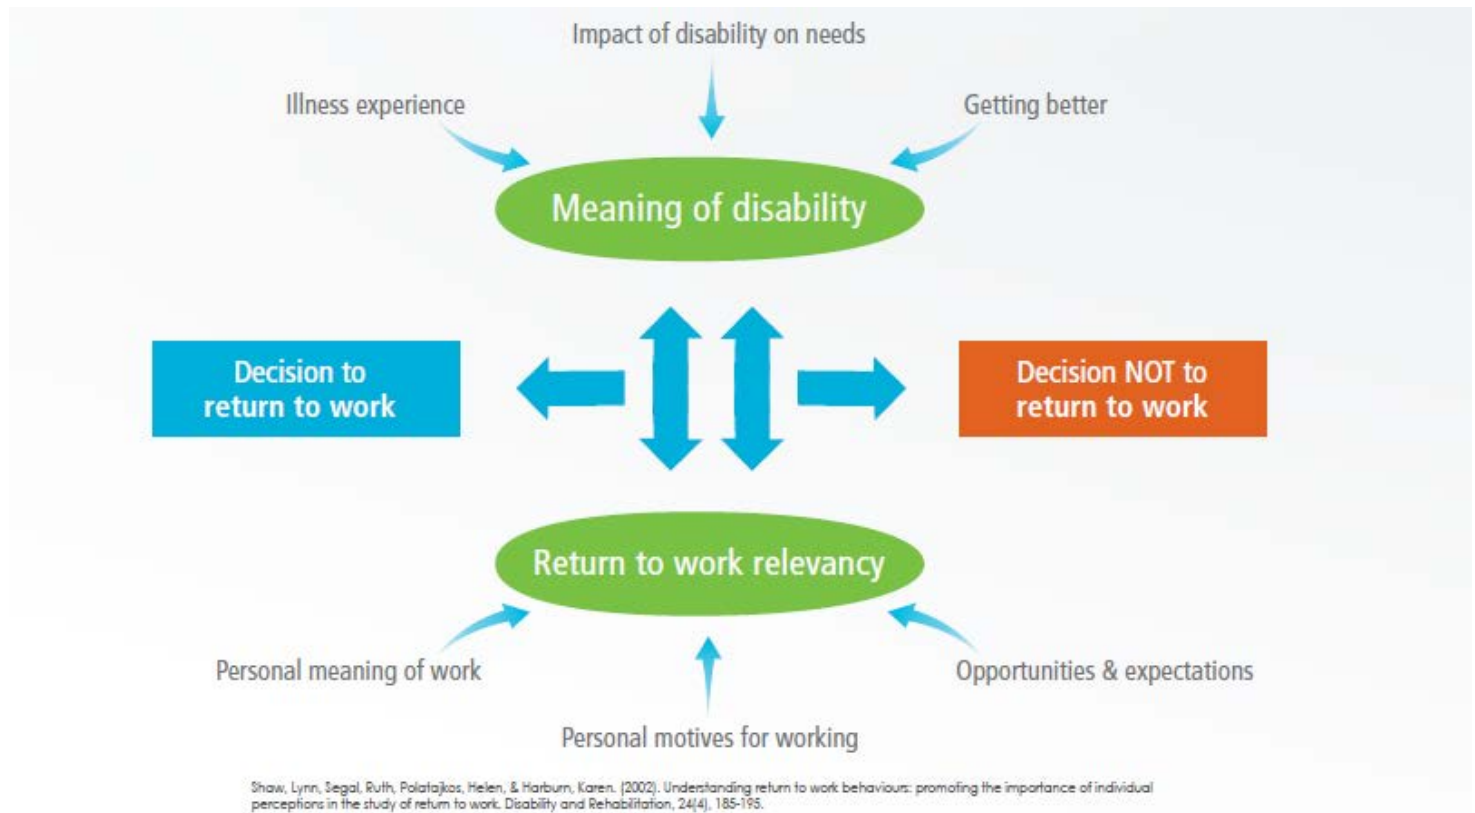 Impact of disability on needs
Illness experience
Getting better
Meaning of disability
Decision to
return to work
Decision NOT to
return to work
Return to work relevancy
Personal meaning of work
Opportunities & expectations
Personal motives for working
Shaw, Lynn, Segal, Ruth, Polatajkos, Helen, & Harburn, Karen. (2002). Understanding return to work behaviours: promoting the importance of individual
perceptions in the study of return to work. Disability and Rehabilitation, 24(4), 185-195.